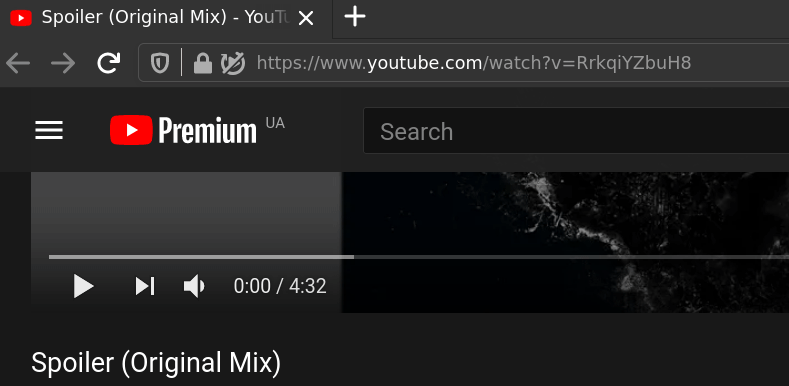 Spoiler (Original Mix) - YouTu
https://www.youtube.com/watch?v=RrkqiYZbuH8
Premium UA
Search
0:00 / 4:32
Spoiler (Original Mix)